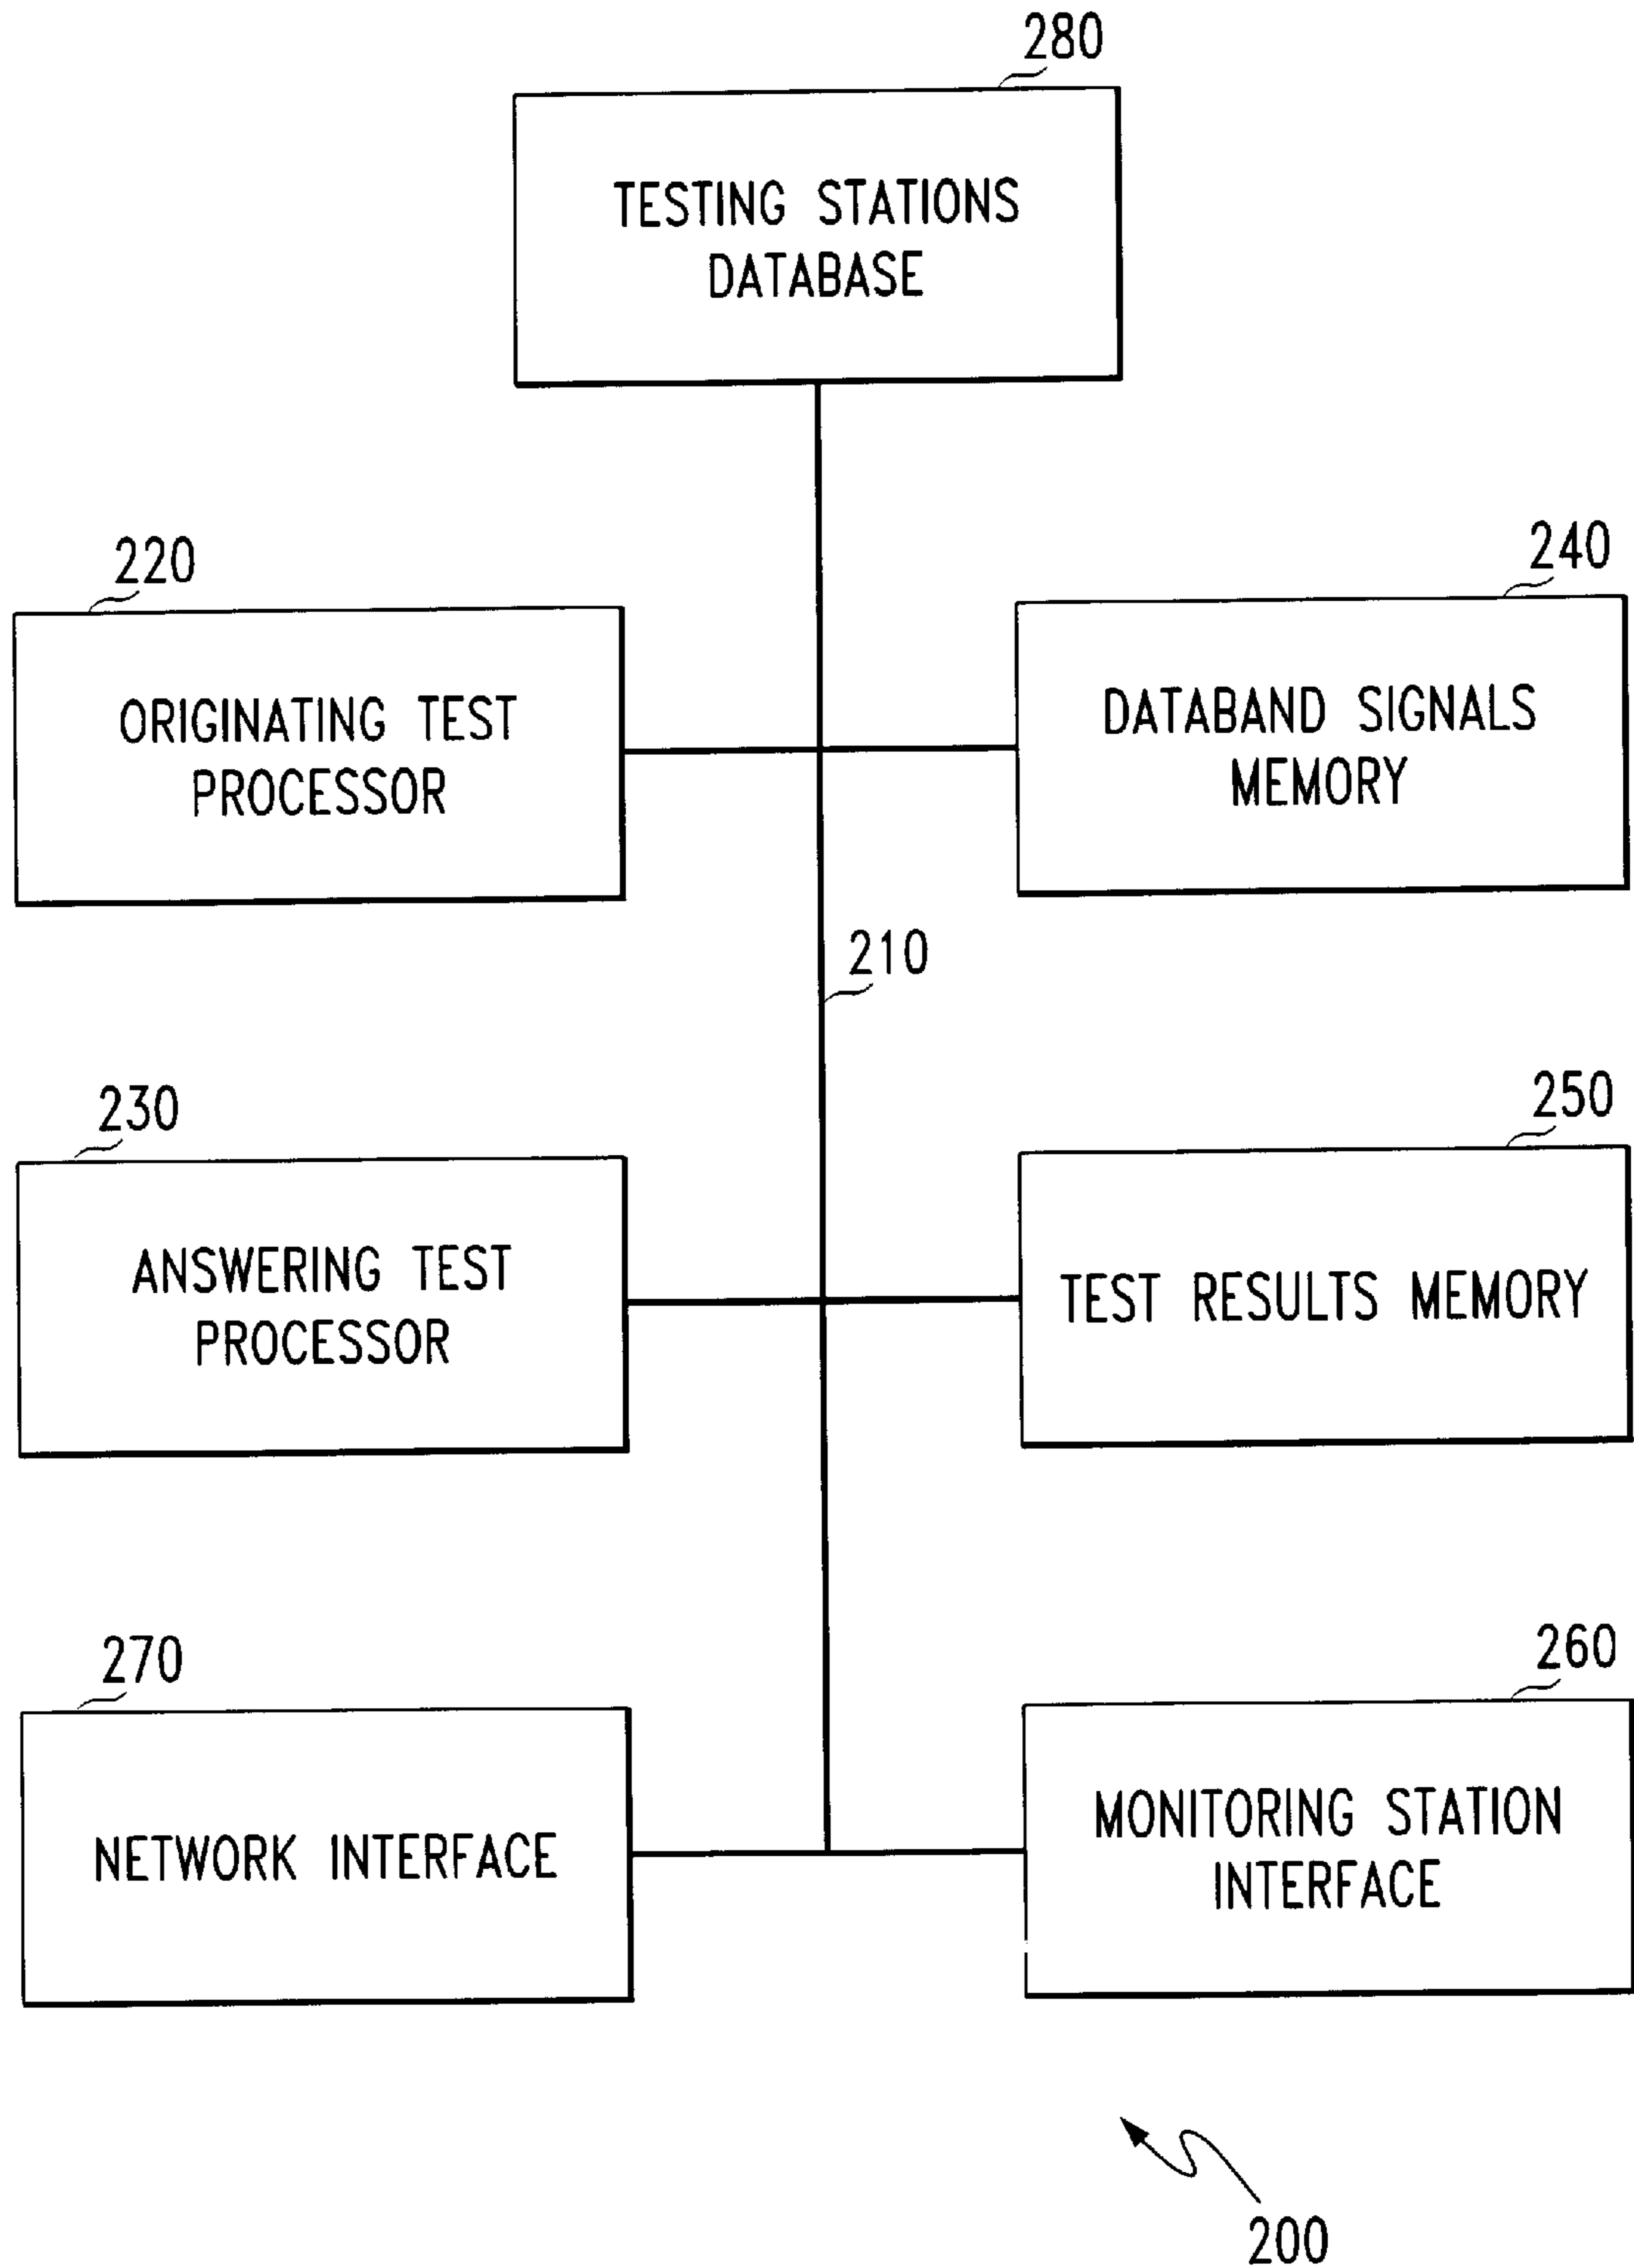 280
TESTING STATIONS
DATABASE
220
240
ORIGINATING TEST
PROCESSOR
DATABAND SIGNALS
MEMORY
210
230
250
ANSWERING TEST
PROCESSOR
TEST RESULTS MEMORY
270
260
NETWORK INTERFACE
MONITORING STATION
INTERFACE
200